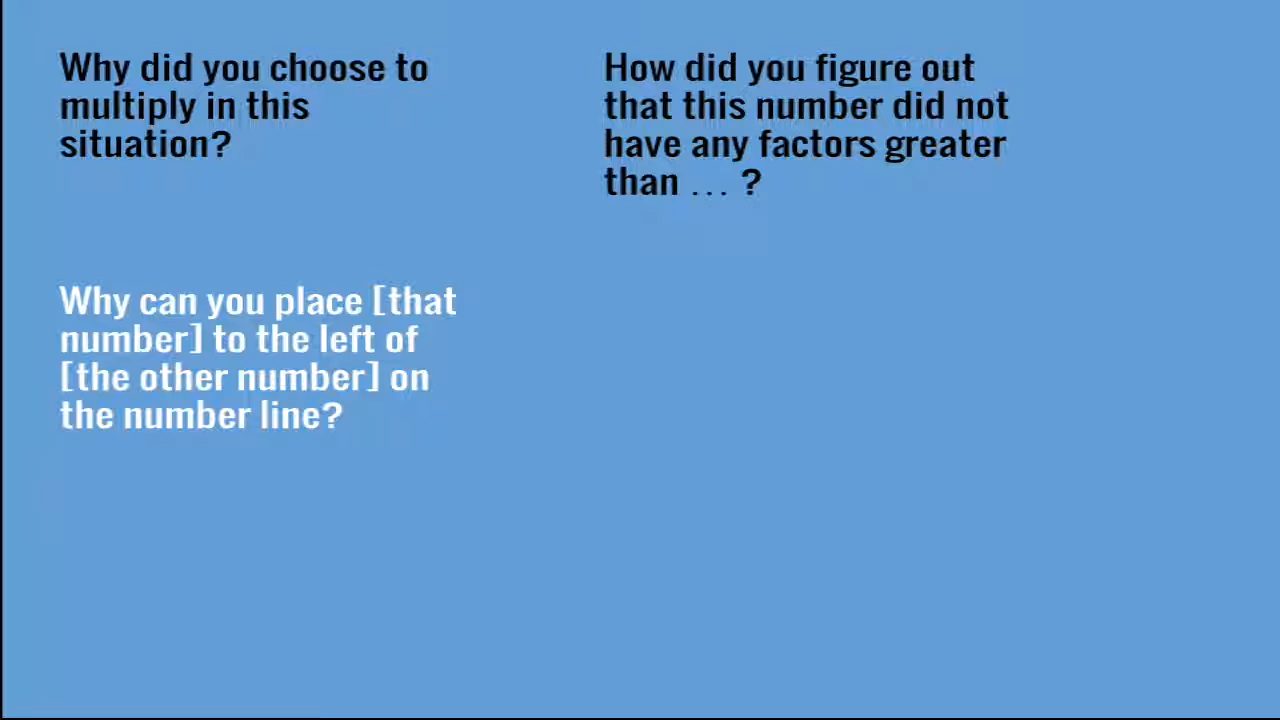 Why did you choose to
multiply in this
situation?
How did you figure out
that this number did not
have any factors greater
than ... ?
Why can you place [that
number] to the left of
[the other number] on
the number line?